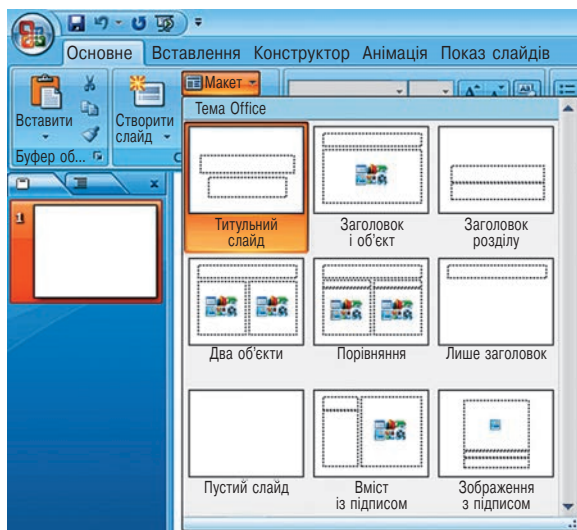 Основне Вставлення Конструктор Анімація Показ слайдів
Вставити
Буфер об...
Створити
слайд
Макет
С
Тема Office
1
Титульний
слайд
Заголовок
і об'єкт
Заголовок
розділу
Два об'єкти
Порівняння
Лише заголовок
Пустий слайд
Вміст
із підписом
Зображення
з підписом